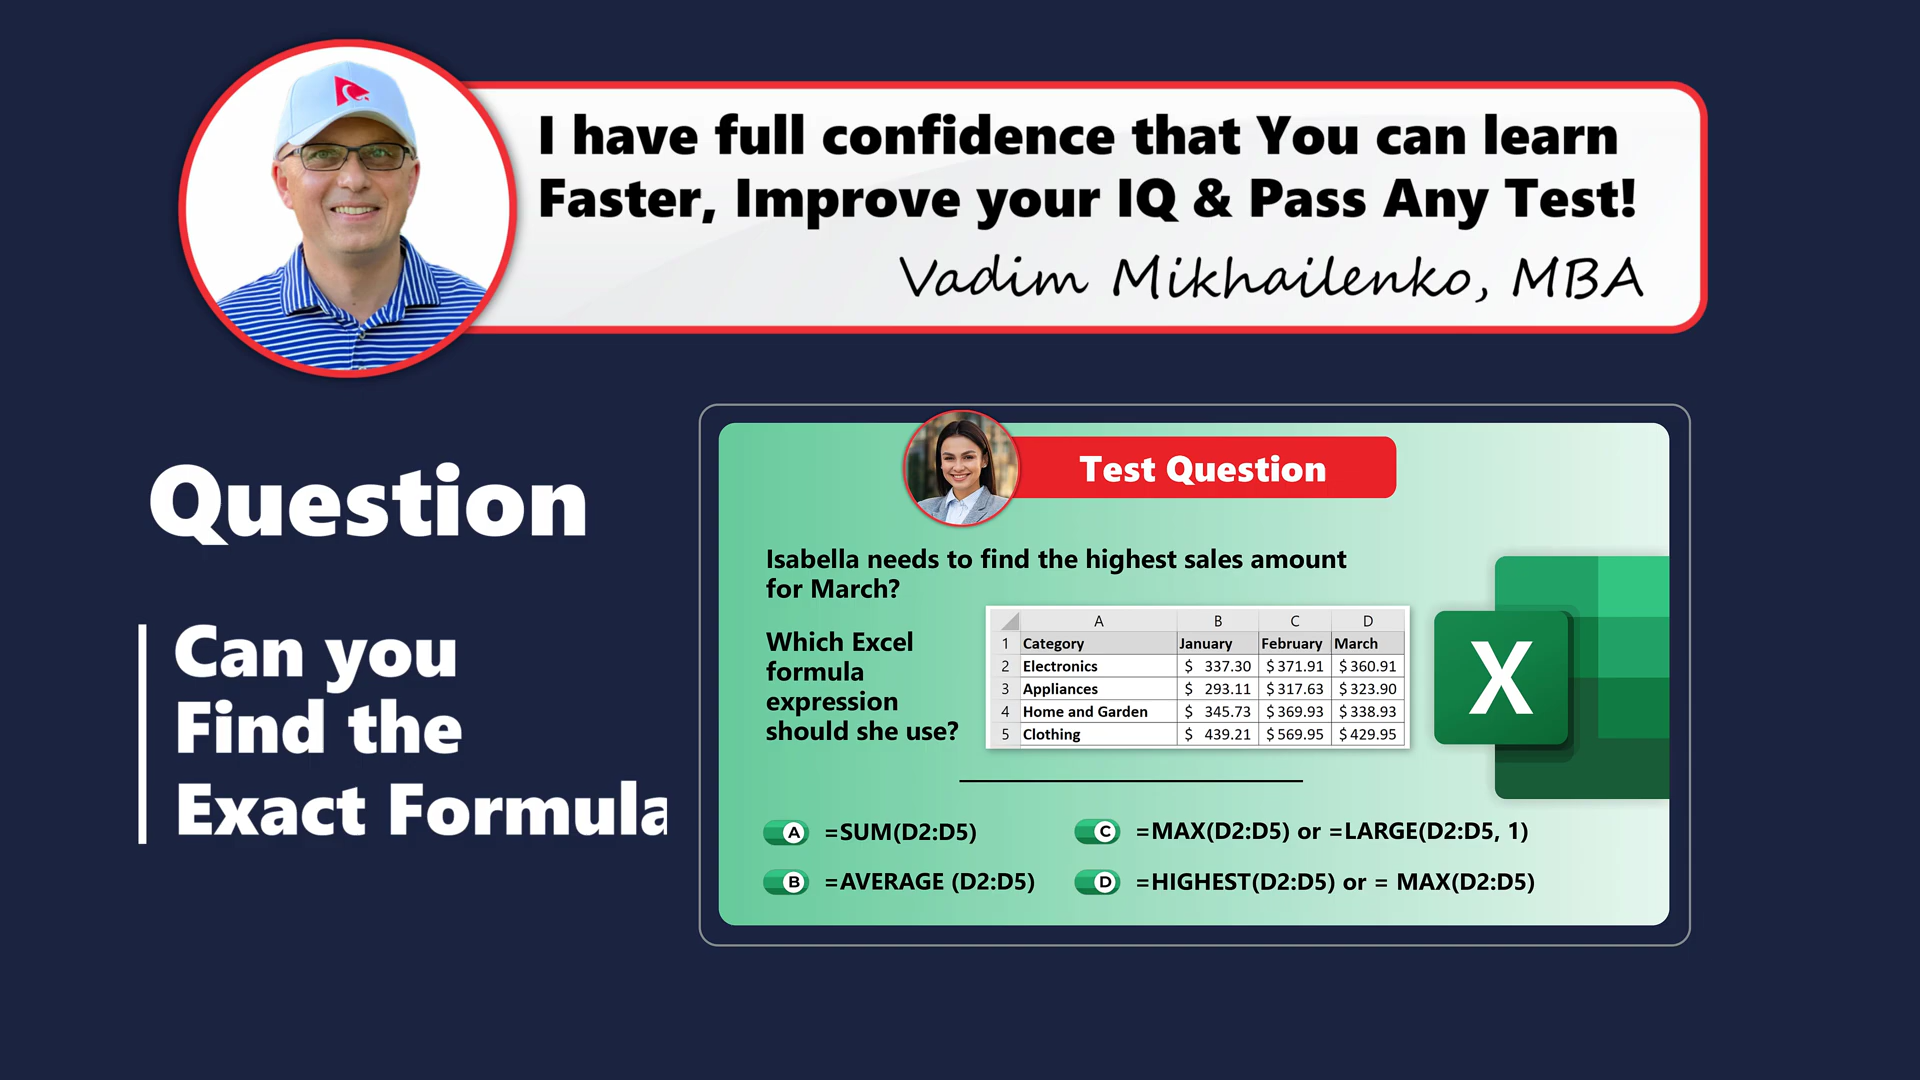 I have full confidence that You can learn
Faster, Improve your IQ & Pass Any Test!
Vadim Mikhailenko, MBA
Question
Can you
Find the
Exact Formula
Test Question
Isabella needs to find the highest sales amount
for March?
Which Excel
formula
expression
should she use?
A B C D
1 Category January February March
2 Electronics $ 337.30 $ 371.91 $ 360.91
3 Appliances $ 293.11 $ 317.63 $ 323.90
4 Home and Garden $ 345.73 $ 369.93 $ 338.93
5 Clothing $ 439.21 $ 569.95 $ 429.95
X
A =SUM(D2:D5)
B =AVERAGE (D2:D5)
C =MAX(D2:D5) or =LARGE(D2:D5, 1)
D =HIGHEST(D2:D5) or = MAX(D2:D5)